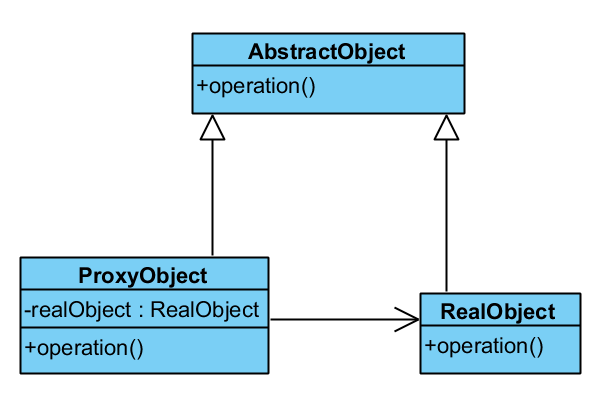 AbstractObject
+operation()
ProxyObject
-realObject : RealObject
+operation()
RealObject
+operation()